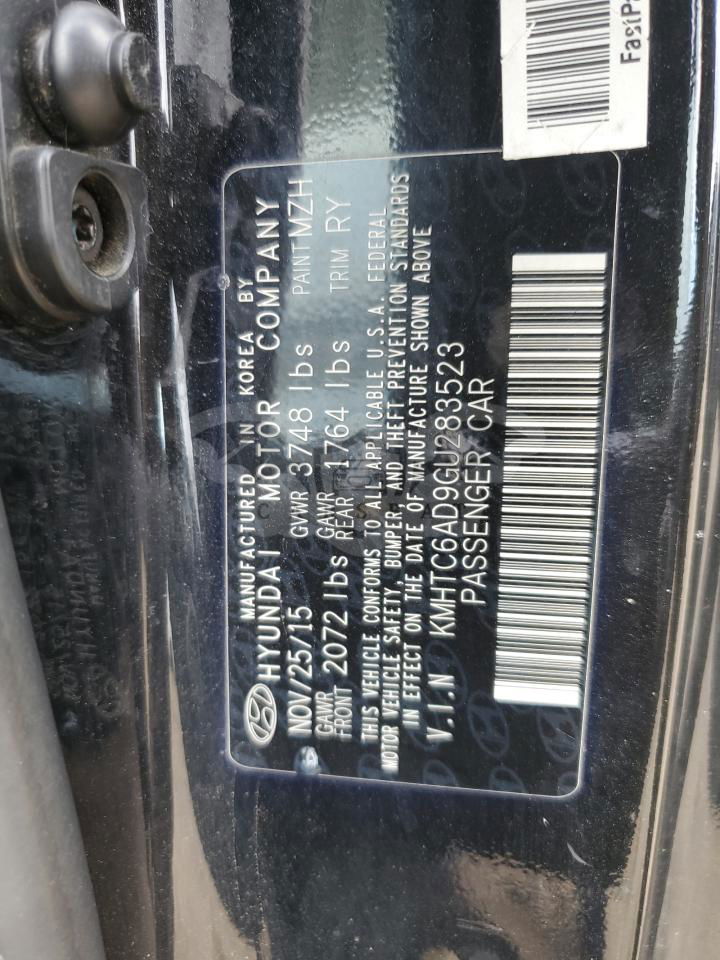 MANUFACTURED IN KOREA BY
HYUNDAI MOTOR COMPANY
NOV/25/15 GVWR 3748 lbs PAINT MZH
GAWR FRONT 2072 lbs GAWR REAR 1764 lbs TRIM RY
THIS VEHICLE CONFORMS TO ALL APPLICABLE U.S.A. FEDERAL
MOTOR VEHICLE SAFETY, BUMPER, AND THEFT PREVENTION STANDARDS
IN EFFECT ON THE DATE OF MANUFACTURE SHOWN ABOVE
V.I.N KMHTC6AD9GU283523
PASSENGER CAR